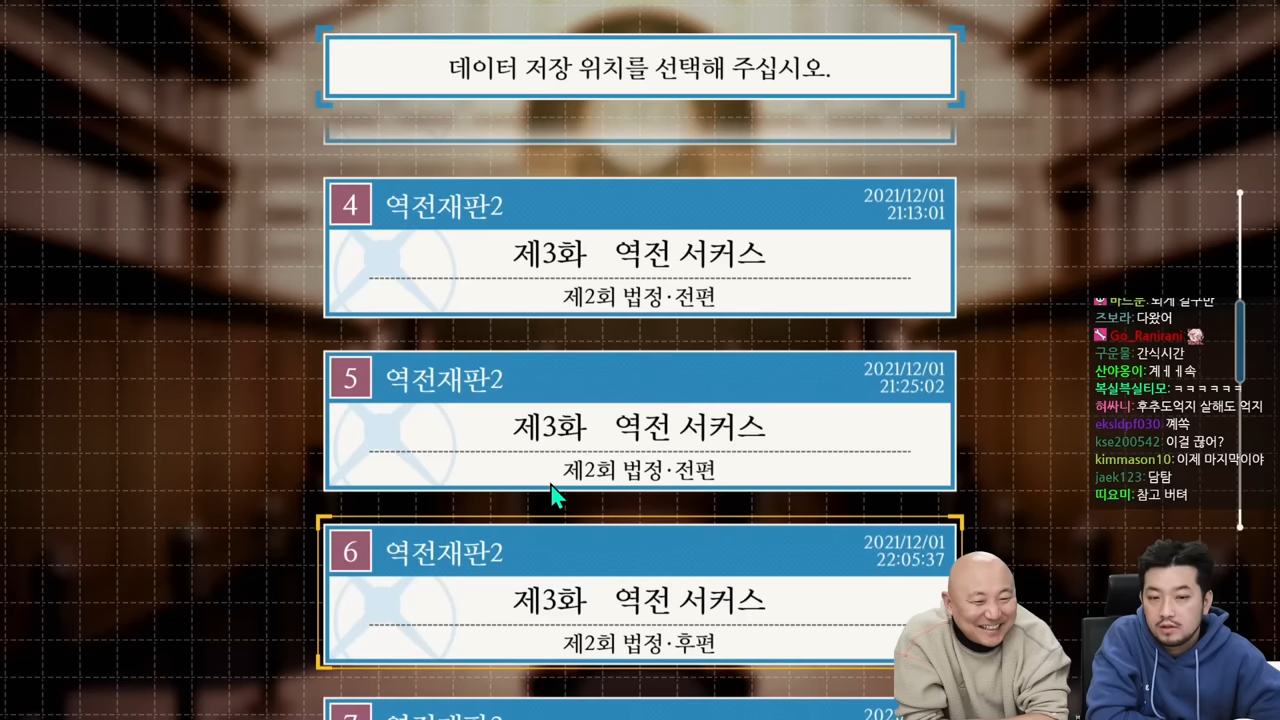 데이터 저장 위치를 선택해 주십시오.
4 역전재판2 2021/12/01 21:13:01
제3화 역전 서커스
제2회 법정·전편
5 역전재판2 2021/12/01 21:25:02
제3화 역전 서커스
제2회 법정·전편
6 역전재판2 2021/12/01 22:05:37
제3화 역전 서커스
제2회 법정·후편
즈보라: 다왔어
Go_Ranirani
구운물: 간식시간
산야옹이: 계ㅔㅔ속
복실븍실티모: ㅋㅋㅋㅋㅋㅋ
혀싸니: 후추도억지 살해도 억지
eksldpf030: 꼐쏙
kse200542: 이걸 끊어?
kimmason10: 이제 마지막이야
jaek123: 담탐
띠요미: 참고 버텨